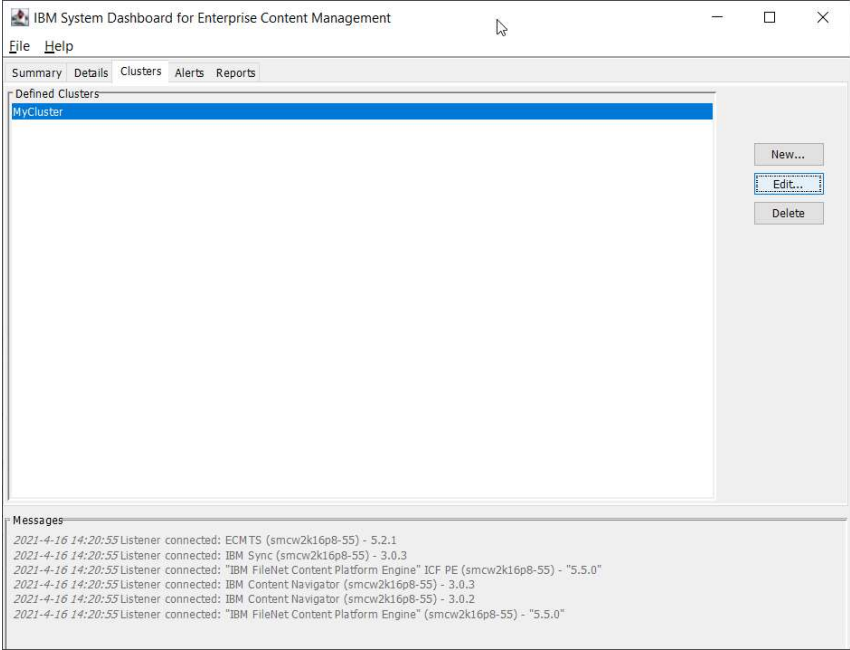 IBM System Dashboard for Enterprise Content Management
File Help
Summary Details Clusters Alerts Reports
Defined Clusters
MyCluster
New...
Edit...
Delete
Messages
2021-4-16 14:20:55 Listener connected: ECMTS (smcw2k16p8-55) - 5.2.1
2021-4-16 14:20:55 Listener connected: IBM Sync (smcw2k16p8-55) - 3.0.3
2021-4-16 14:20:55 Listener connected: "IBM FileNet Content Platform Engine" ICF PE (smcw2k16p8-55) - "5.5.0"
2021-4-16 14:20:55 Listener connected: IBM Content Navigator (smcw2k16p8-55) - 3.0.3
2021-4-16 14:20:55 Listener connected: IBM Content Navigator (smcw2k16p8-55) - 3.0.2
2021-4-16 14:20:55 Listener connected: "IBM FileNet Content Platform Engine" (smcw2k16p8-55) - "5.5.0"